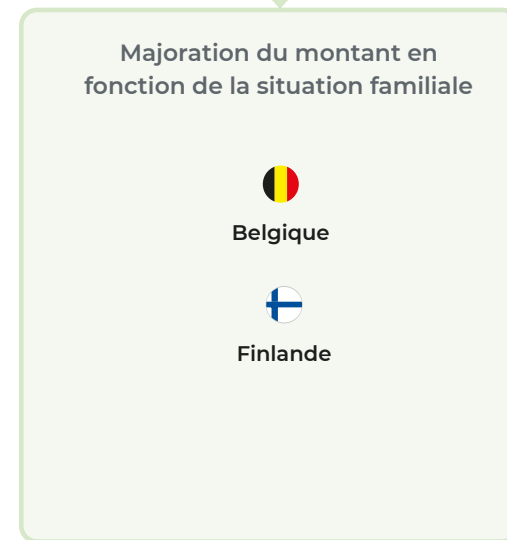 Majoration du montant en
fonction de la situation familiale
Belgique
Finlande